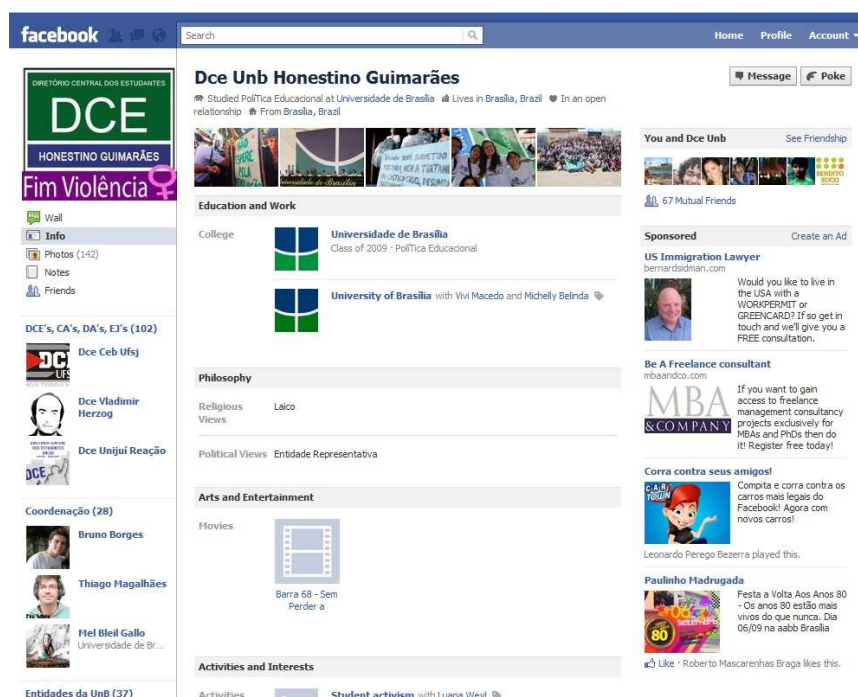 facebook
Search
Home Profile Account
DIRETÓRIO CENTRAL DOS ESTUDANTES
DCE
HONESTINO GUIMARÃES
Fim Violência
Wall
Info
Photos (142)
Notes
Friends
DCE's, CA's, DA's, EJ's (102)
DCE
UFSJ
Dce Ceb Ufsj
Dce Vladimir
Herzog
DCE
Dce Unijuí Reação
Coordenação (28)
Bruno Borges
Thiago Magalhães
Mel Bleil Gallo
Universidade de Br...
Entidades da UnB (37)
Dce Unb Honestino Guimarães
Studied PolíTica Educacional at Universidade de Brasília Lives in Brasília, Brazil In an open
relationship From Brasília, Brazil
Universidade de Brasília
Education and Work
College
Universidade de Brasília
Class of 2009 · PolíTica Educacional
University of Brasília with Vivi Macedo and Michelly Belinda
Philosophy
Religious
Views
Laico
Political Views Entidade Representativa
Arts and Entertainment
Movies
Barra 68 - Sem
Perder a
Activities and Interests
Activities
Student activism with Luana Weyl
Message
Poke
You and Dce Unb See Friendship
BENDITO
SUCO
67 Mutual Friends
Sponsored Create an Ad
US Immigration Lawyer
bernardsidman.com
Would you like to live in
the USA with a
WORKPERMIT or
GREENCARD? If so get in
touch and we'll give you a
FREE consultation.
Be A Freelance consultant
mbaandco.com
MBA
& COMPANY
If you want to gain
access to freelance
management consultancy
projects exclusively for
MBAs and PhDs then do
it! Register free today!
Corra contra seus amigos!
CAR
TOWN
Compita e corra contra os
carros mais legais do
Facebook! Agora com
novos carros!
Leonardo Perego Bezerra played this.
Paulinho Madrugada
80
Festa a Volta Aos Anos 80
- Os anos 80 estão mais
vivos do que nunca. Dia
06/09 na aabb Brasília
Like · Roberto Mascarenhas Braga likes this.